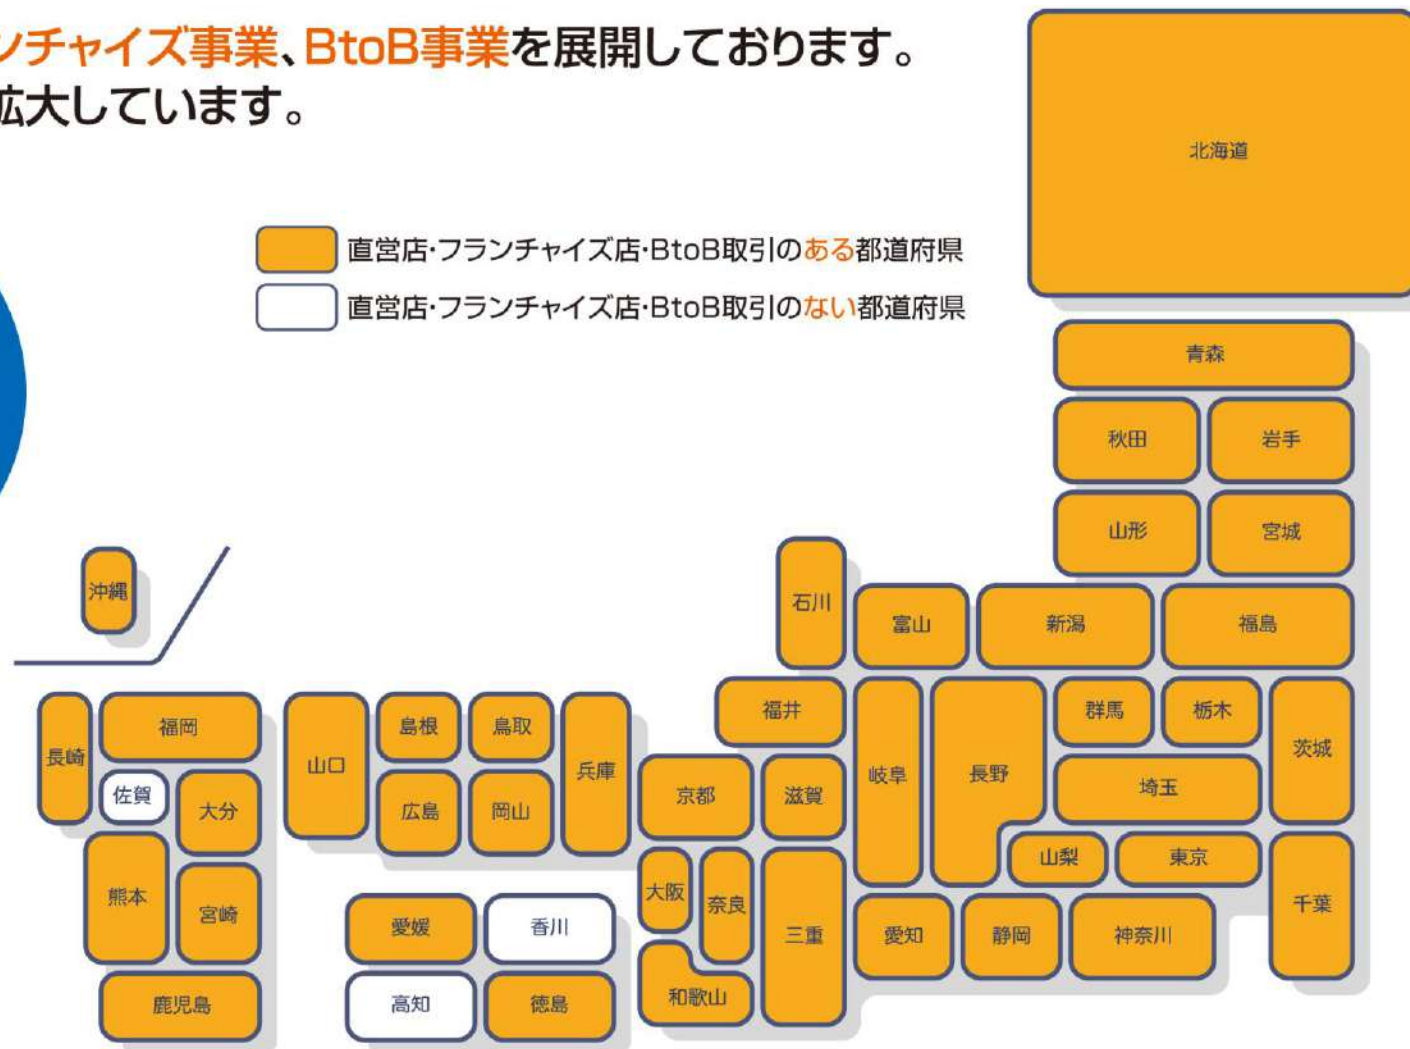 ンチャイズ事業、BtoB事業を展開しております。
拡大しています。
直営店・フランチャイズ店・BtoB取引のある都道府県
直営店・フランチャイズ店・BtoB取引のない都道府県
北海道
青森
秋田
岩手
山形
宮城
沖縄
石川
富山
新潟
福島
長崎
福岡
山口
島根
鳥取
兵庫
福井
岐阜
長野
群馬
栃木
茨城
佐賀
大分
広島
岡山
京都
滋賀
埼玉
山梨
東京
熊本
宮崎
愛媛
香川
大阪
奈良
三重
愛知
静岡
神奈川
千葉
鹿児島
高知
徳島
和歌山